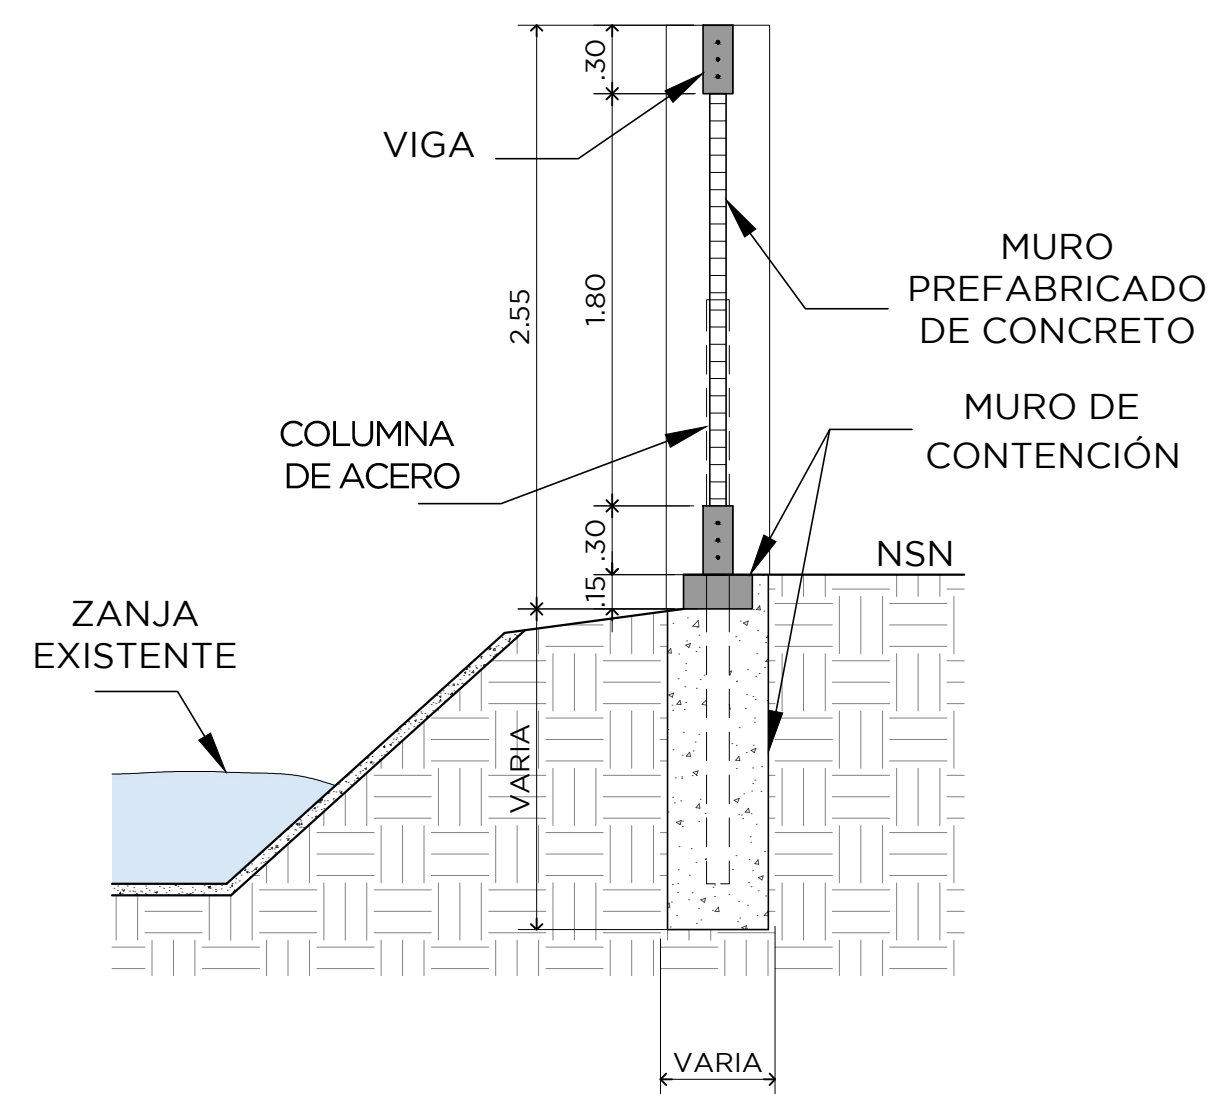 .30
VIGA
MURO
PREFABRICADO
DE CONCRETO
2.55
1.80
MURO DE
CONTENCIÓN
COLUMNA
DE ACERO
.30
NSN
.15
ZANJA
EXISTENTE
VARIA
VARIA